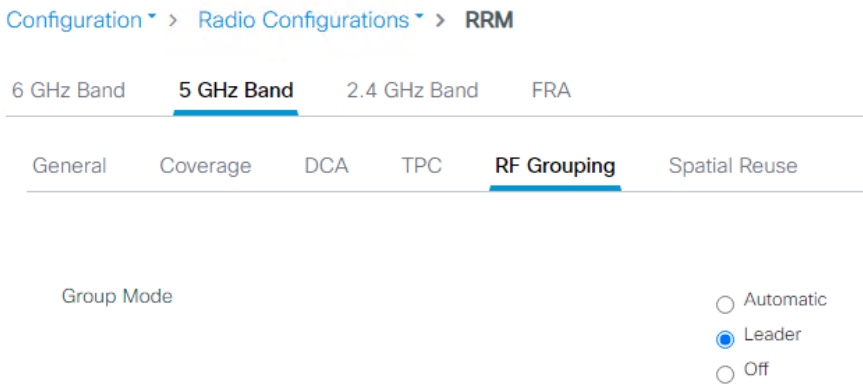 Configuration > Radio Configurations > RRM
6 GHz Band 5 GHz Band 2.4 GHz Band FRA
General Coverage DCA TPC RF Grouping Spatial Reuse
Group Mode
Automatic
Leader
Off